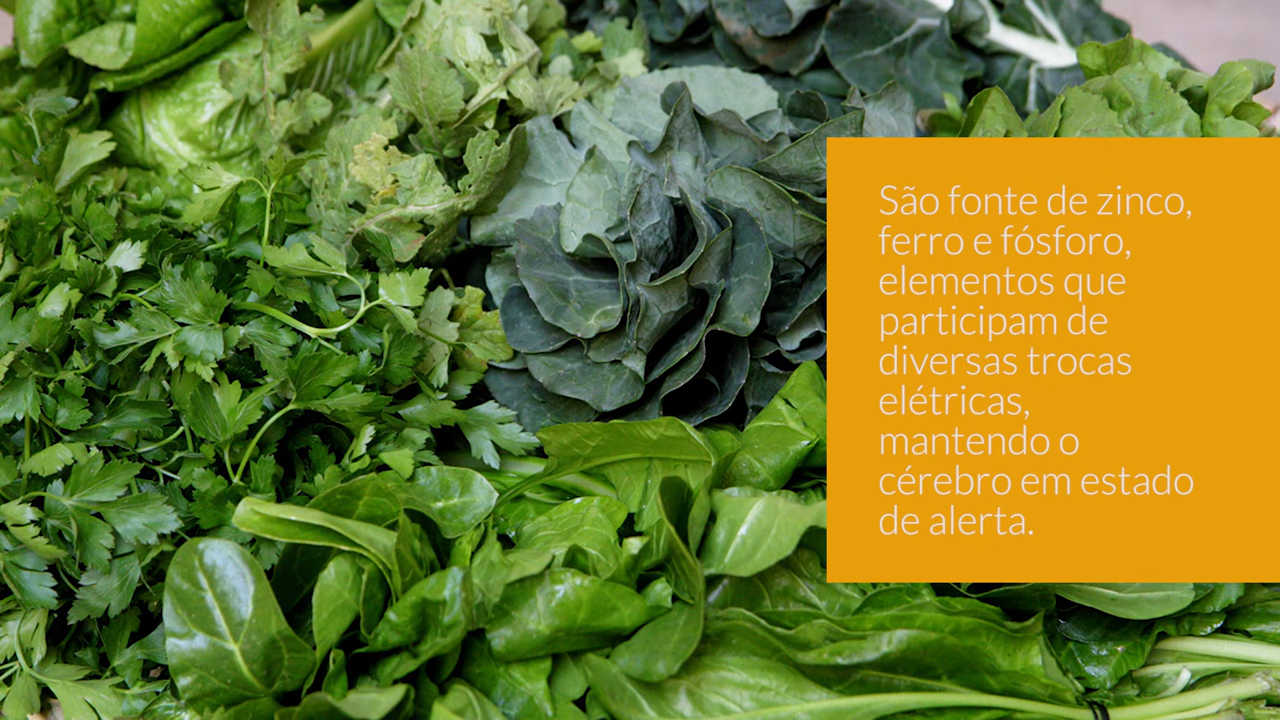 São fonte de zinco,
ferro e fósforo,
elementos que
participam de
diversas trocas
elétricas,
mantendo o
cérebro em estado
de alerta.